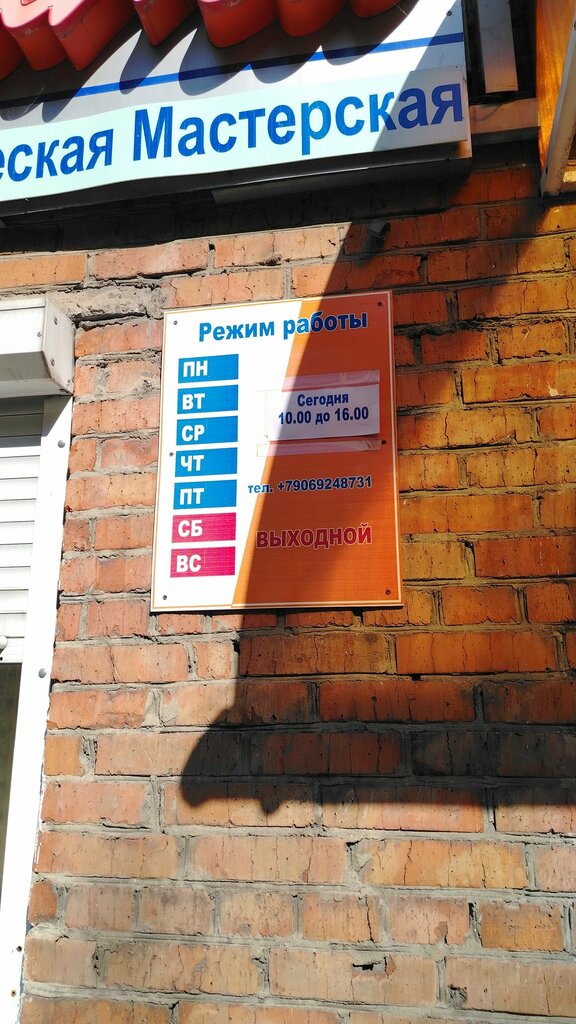 еская Мастерская
Режим работы
ПН
ВТ
СР
ЧТ
ПТ
СБ
ВС
Сегодня
10.00 до 16.00
тел. +79069248731
ВЫХОДНОЙ